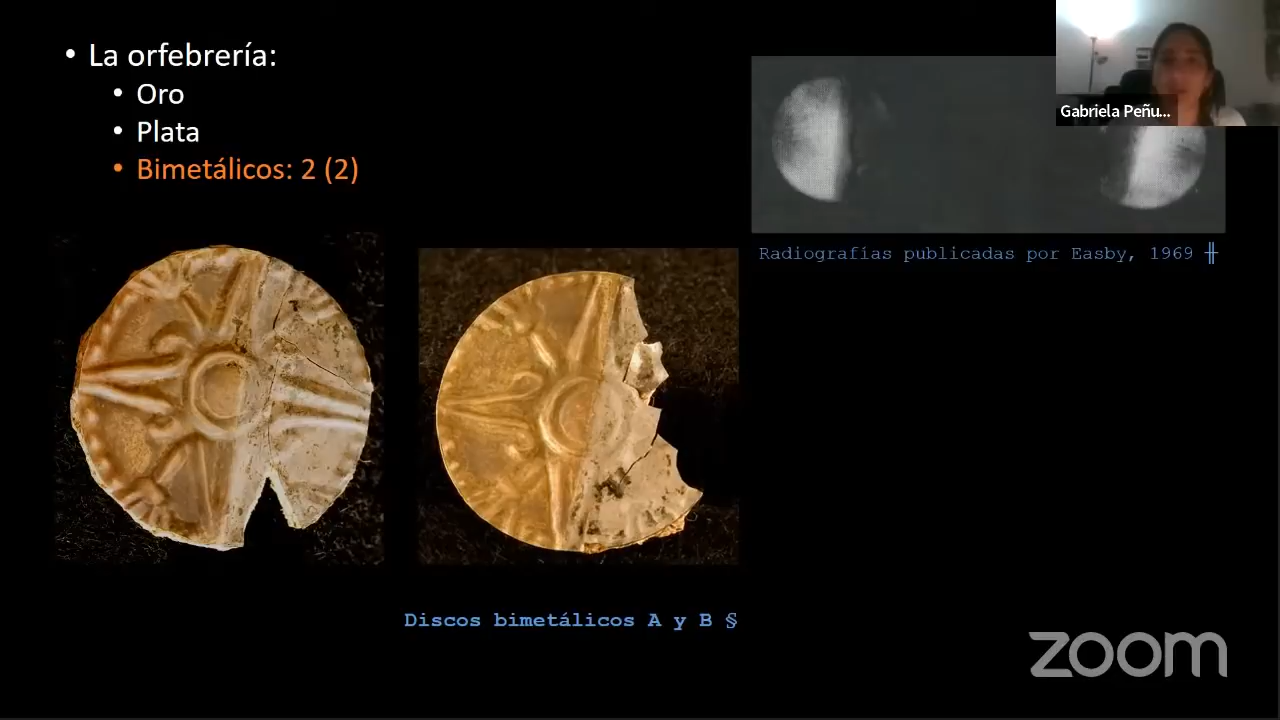 • La orfebrería:
• Oro
• Plata
• Bimetálicos: 2 (2)
Gabriela Peñu...
Radiografías publicadas por Easby, 1969 ╫
Discos bimetálicos A y B §
zoom